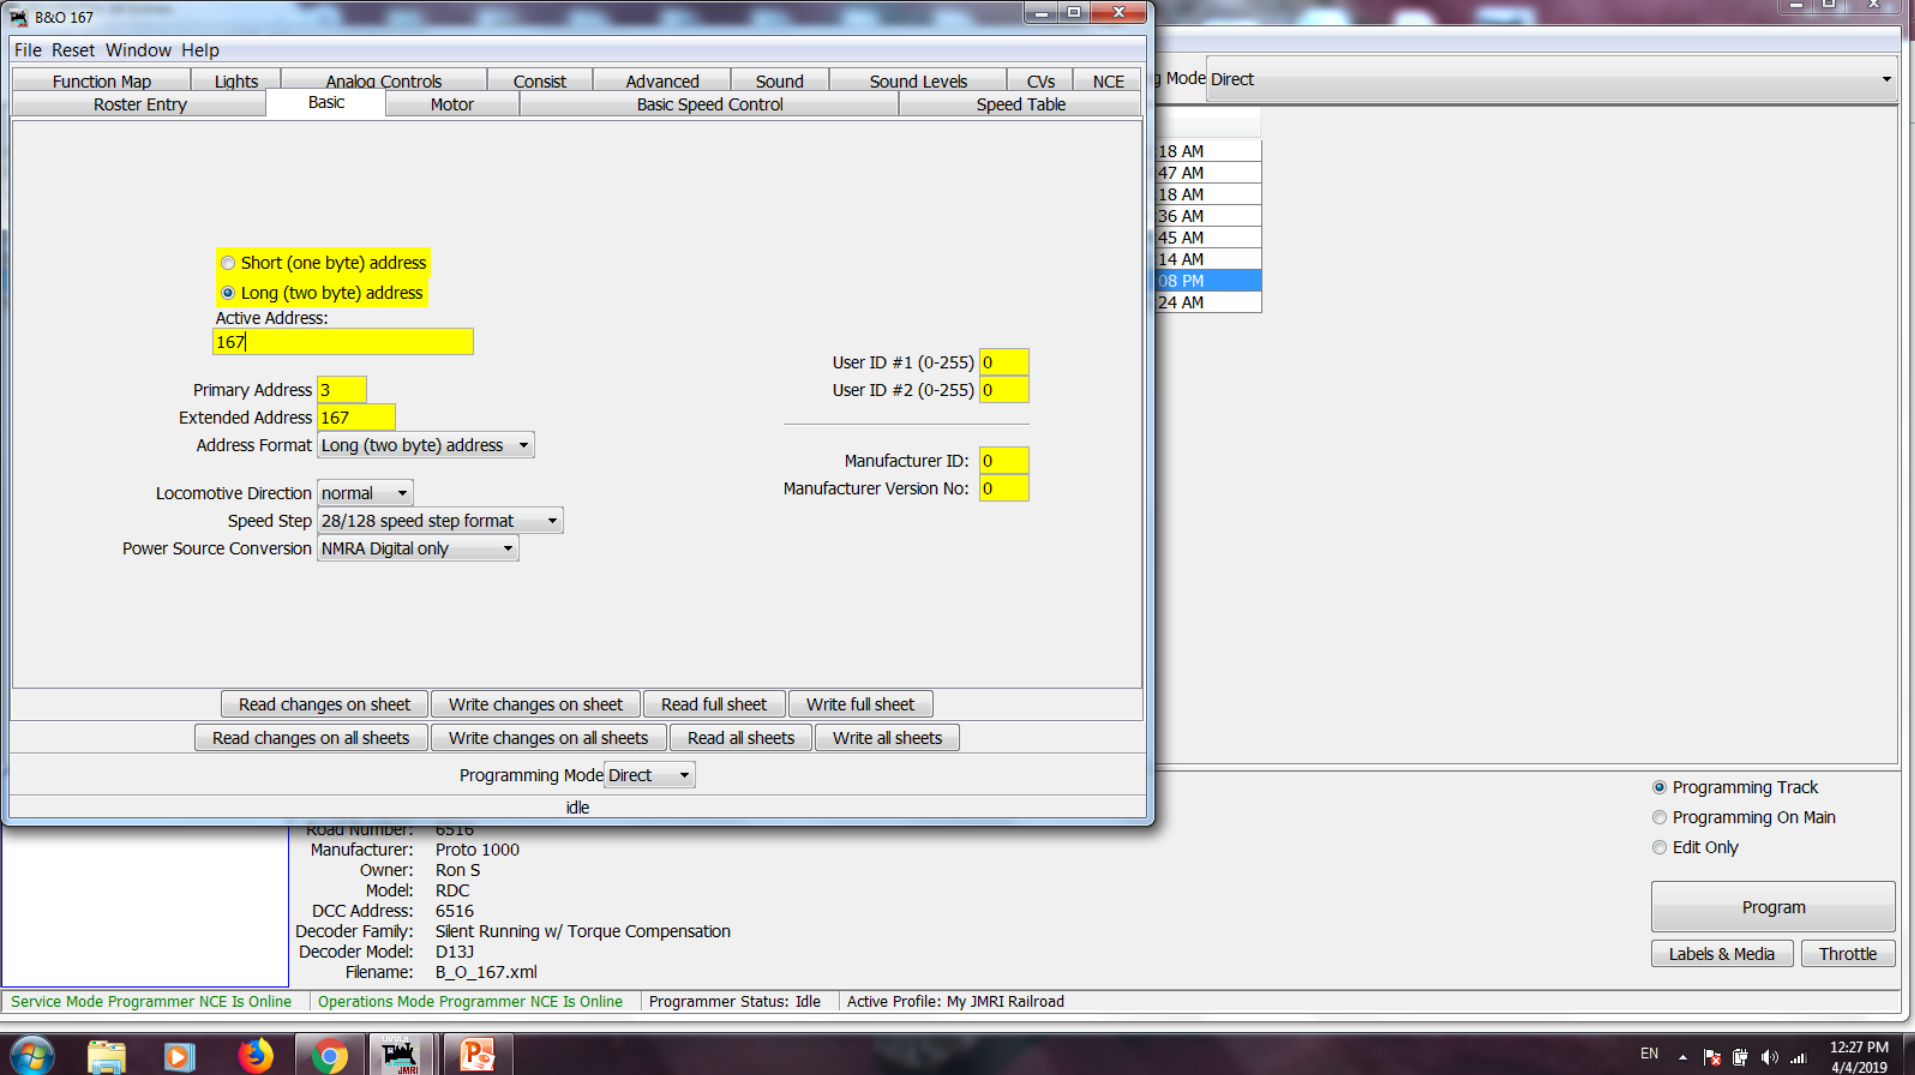 B&O 167
File Reset Window Help
Function Map Lights Analog Controls Consist Advanced Sound Sound Levels CVs NCE
Roster Entry Basic Motor Basic Speed Control Speed Table
Mode Direct
:18 AM
:47 AM
:18 AM
:36 AM
:45 AM
:14 AM
:08 PM
:24 AM
Short (one byte) address
Long (two byte) address
Active Address:
167
Primary Address 3
Extended Address 167
Address Format Long (two byte) address
Locomotive Direction normal
Speed Step 28/128 speed step format
Power Source Conversion NMRA Digital only
User ID #1 (0-255) 0
User ID #2 (0-255) 0
Manufacturer ID: 0
Manufacturer Version No: 0
Read changes on sheet Write changes on sheet Read full sheet Write full sheet
Read changes on all sheets Write changes on all sheets Read all sheets Write all sheets
Programming Mode Direct
idle
Road Number: 6516
Manufacturer: Proto 1000
Owner: Ron S
Model: RDC
DCC Address: 6516
Decoder Family: Silent Running w/ Torque Compensation
Decoder Model: D13J
Filename: B_O_167.xml
Programming Track
Programming On Main
Edit Only
Program
Labels & Media Throttle
Service Mode Programmer NCE Is Online Operations Mode Programmer NCE Is Online Programmer Status: Idle Active Profile: My JMRI Railroad
JMRI
EN
12:27 PM
4/4/2019